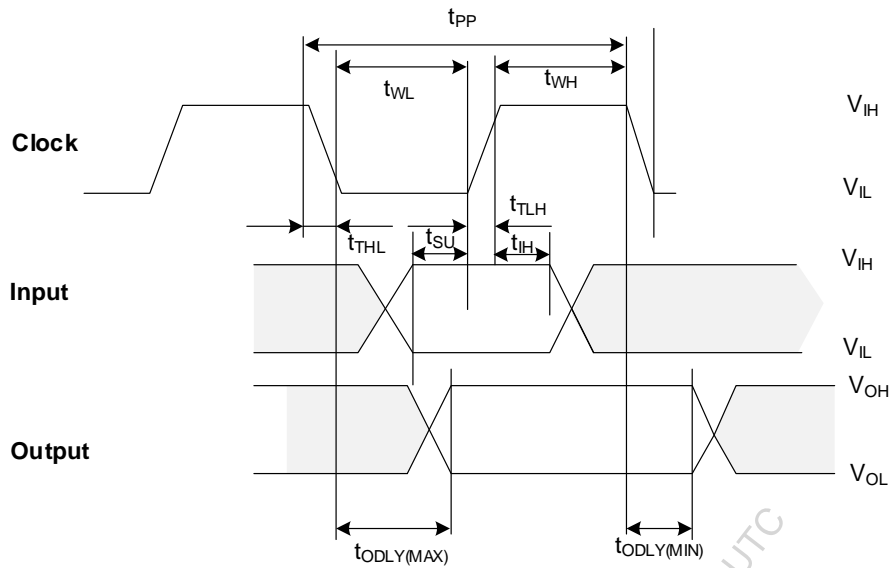 tPP
tWL
tWH
VIH
Clock
VIL
tTLH
tTHL
tSU
tIH
VIH
Input
VIL
VOH
Output
VOL
tODLY(MAX)
tODLY(MIN)
UTC